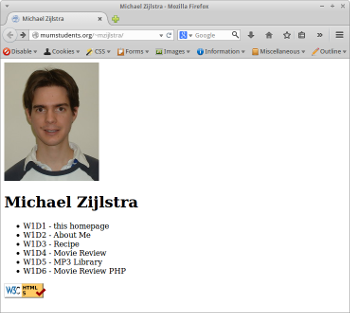 Michael Zijlstra - Mozilla Firefox
Michael Zijlstra
mumstudents.org/~mzijlstra/
Google
Disable Cookies CSS Forms Images Information Miscellaneous Outline
Michael Zijlstra
W1D1 - this homepage
W1D2 - About Me
W1D3 - Recipe
W1D4 - Movie Review
W1D5 - MP3 Library
W1D6 - Movie Review PHP
W3C HTML 5